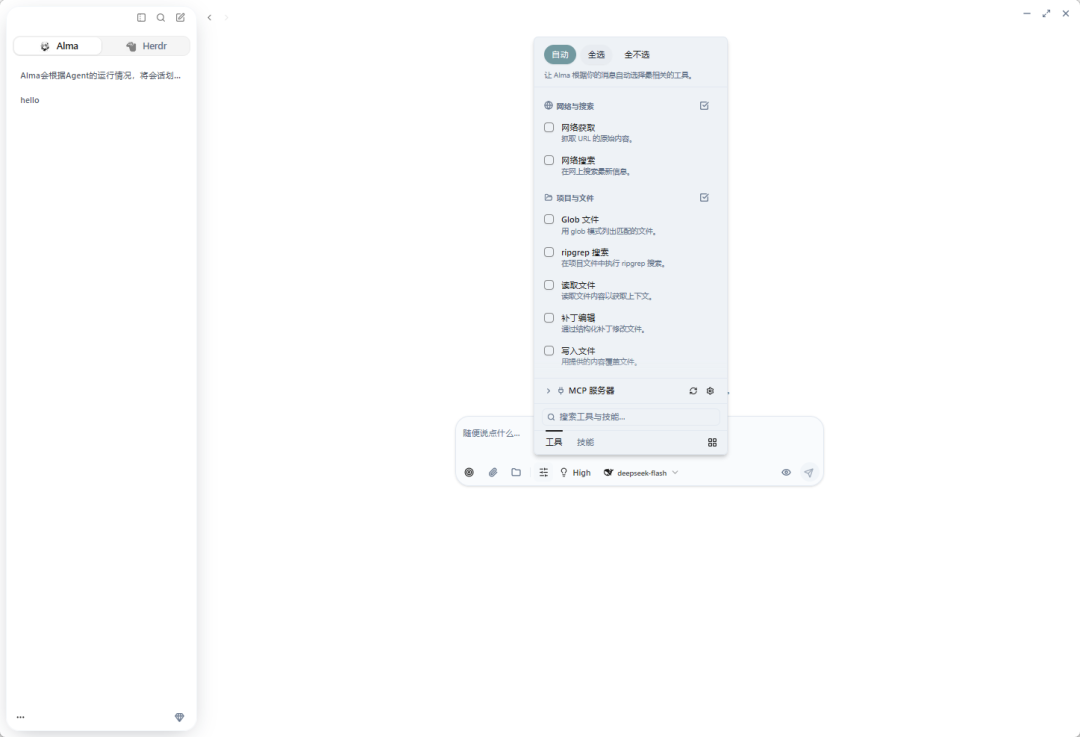 Alma
Herdr
Alma会根据Agent的运行情况，将会话划...
hello
自动
全选
全不选
让 Alma 根据你的消息自动选择最相关的工具。
网络与搜索
网络获取
抓取 URL 的原始内容。
网络搜索
在网上搜索最新信息。
项目与文件
Glob 文件
用 glob 模式列出匹配的文件。
ripgrep 搜索
在项目文件中执行 ripgrep 搜索。
读取文件
读取文件内容以获取上下文。
补丁编辑
通过结构化补丁修改文件。
写入文件
用提供的内容覆盖文件。
MCP 服务器
搜索工具与技能...
随便说点什么...
工具
技能
High
deepseek-flash